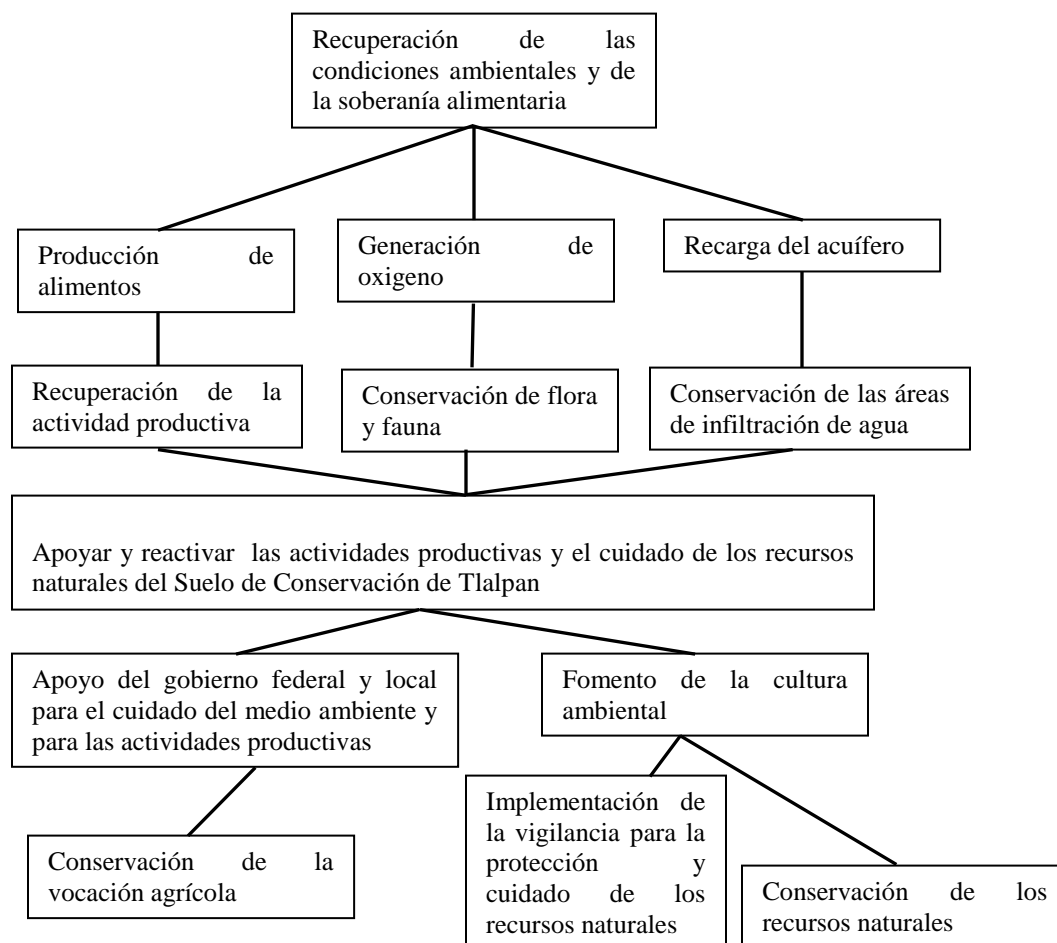 Recuperación de las
condiciones ambientales y de
la soberanía alimentaria
Producción de
alimentos
Generación de
oxigeno
Recarga del acuífero
Recuperación de la
actividad productiva
Conservación de flora
y fauna
Conservación de las áreas
de infiltración de agua
Apoyar y reactivar las actividades productivas y el cuidado de los recursos
naturales del Suelo de Conservación de Tlalpan
Apoyo del gobierno federal y local
para el cuidado del medio ambiente y
para las actividades productivas
Fomento de la cultura
ambiental
Conservación de la
vocación agrícola
Implementación de
la vigilancia para la
protección y
cuidado de los
recursos naturales
Conservación de los
recursos naturales